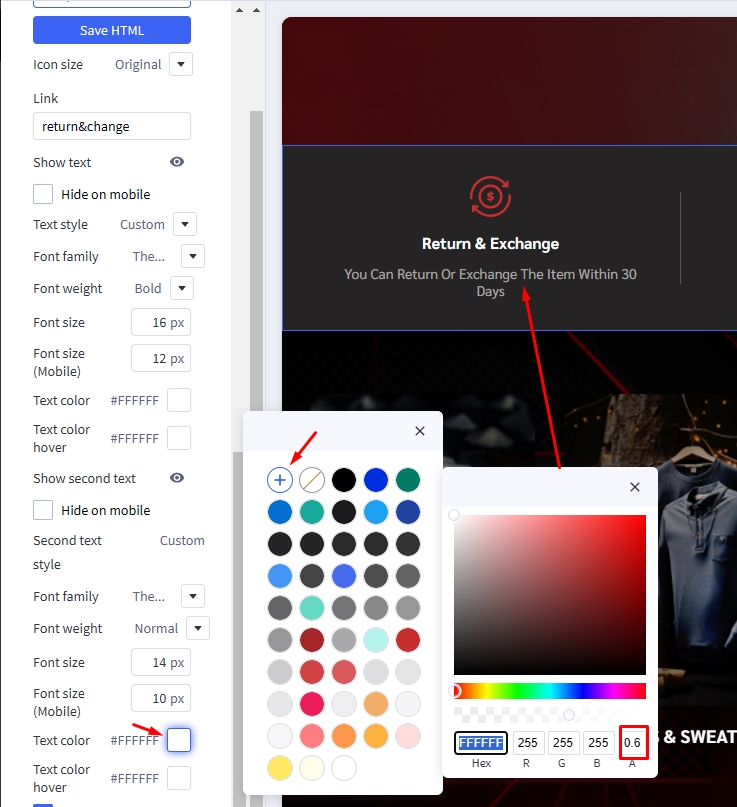 Save HTML
Icon size Original
Link
return&change
Show text
Hide on mobile
Text style Custom
Font family The...
Font weight Bold
Font size 16 px
Font size
(Mobile) 12 px
Text color #FFFFFF
Text color
hover #FFFFFF
Show second text
Hide on mobile
Second text
style Custom
Font family The...
Font weight Normal
Font size 14 px
Font size
(Mobile) 10 px
Text color #FFFFFF
Text color
hover #FFFFFF
$
Return & Exchange
You Can Return Or Exchange The Item Within 30
Days
FFFFFF 255 255 255 0.6
Hex R G B A
& SWEAT